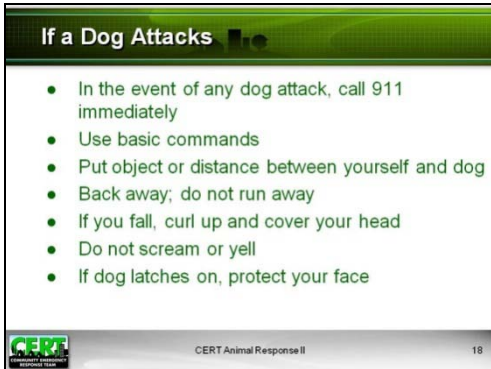 If a Dog Attacks
● In the event of any dog attack, call 911
immediately
● Use basic commands
● Put object or distance between yourself and dog
● Back away; do not run away
● If you fall, curl up and cover your head
● Do not scream or yell
● If dog latches on, protect your face
CERT
COMMUNITY EMERGENCY
RESPONSE TEAM
CERT Animal Response II
18